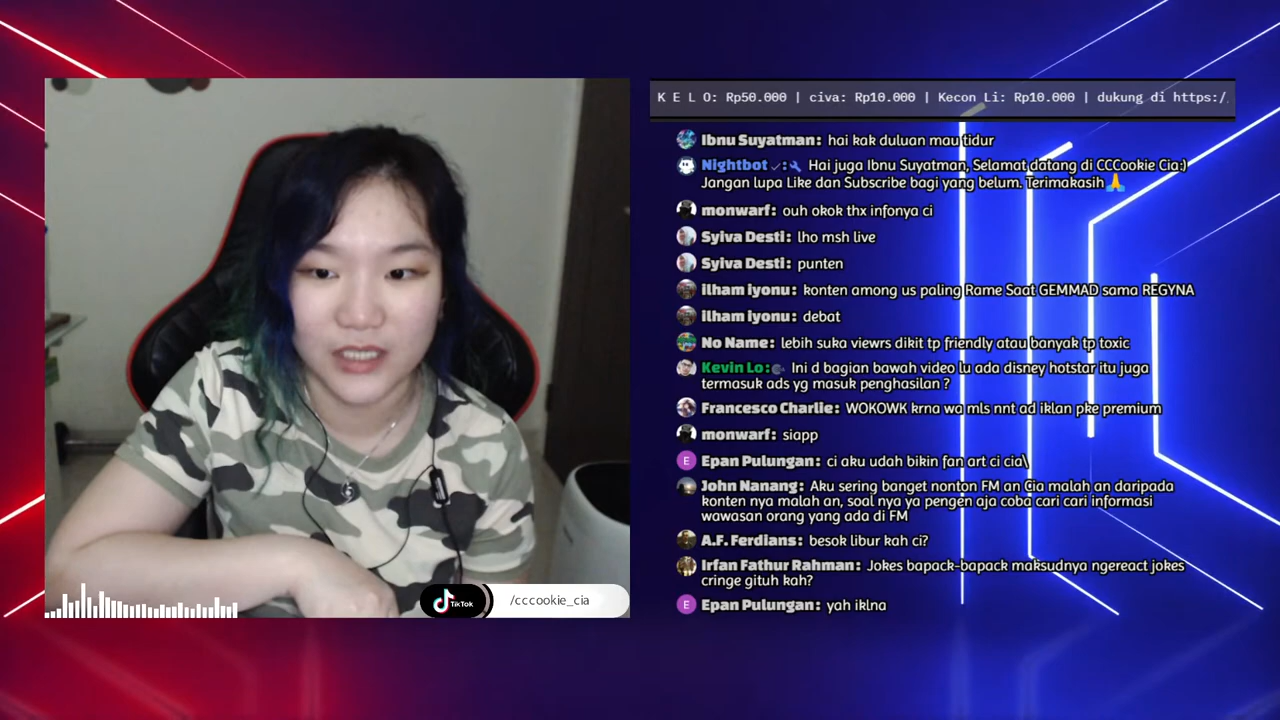 K E L O: Rp50.000 | civa: Rp10.000 | Kecon Li: Rp10.000 | dukung di https:/
Ibnu Suyatman: hai kak duluan mau tidur
Nightbot: Hai juga Ibnu Suyatman, Selamat datang di CCCookie Cia:)
Jangan lupa Like dan Subscribe bagi yang belum. Terimakasih🙏
monwarf: ouh okok thx infonya ci
Syiva Desti: lho msh live
Syiva Desti: punten
ilham iyonu: konten among us paling Rame Saat GEMMAD sama REGYNA
ilham iyonu: debat
No Name: lebih suka viewrs dikit tp friendly atau banyak tp toxic
Kevin Lo: Ini d bagian bawah video lu ada disney hotstar itu juga
termasuk ads yg masuk penghasilan ?
Francesco Charlie: WOKOWK krna wa mls nnt ad iklan pke premium
monwarf: siapp
E Epan Pulungan: ci aku udah bikin fan art ci cia\
John Nanang: Aku sering banget nonton FM an Cia malah an daripada
konten nya malah an, soal nya ya pengen aja coba cari cari informasi
wawasan orang yang ada di FM
A.F. Ferdians: besok libur kah ci?
Irfan Fathur Rahman: Jokes bapack-bapack maksudnya ngereact jokes
cringe gituh kah?
E Epan Pulungan: yah iklna
TikTok /cccookie_cia